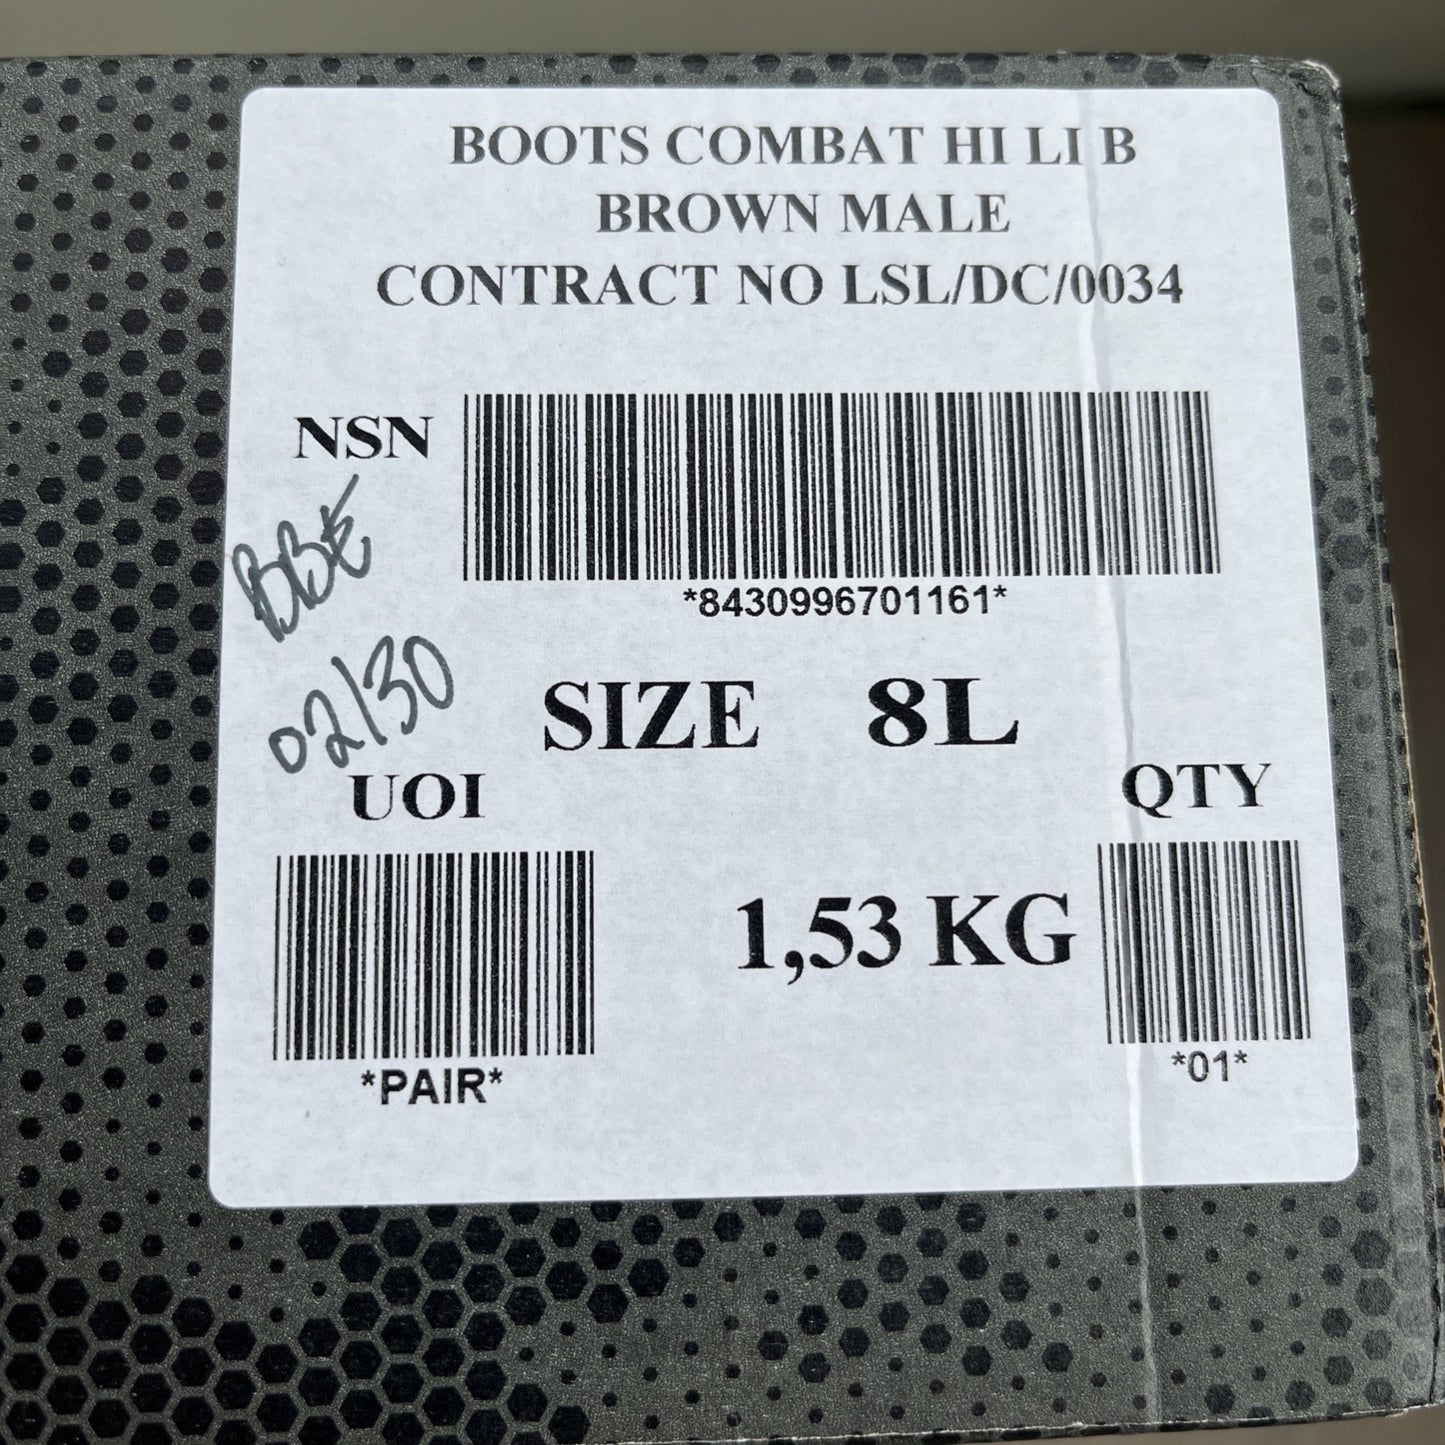 BOOTS COMBAT HI LI B
BROWN MALE
CONTRACT NO LSL/DC/0034
NSN
*8430996701161*
BBE
02/30
SIZE 8L
UOI
QTY
1,53 KG
*PAIR*
*01*